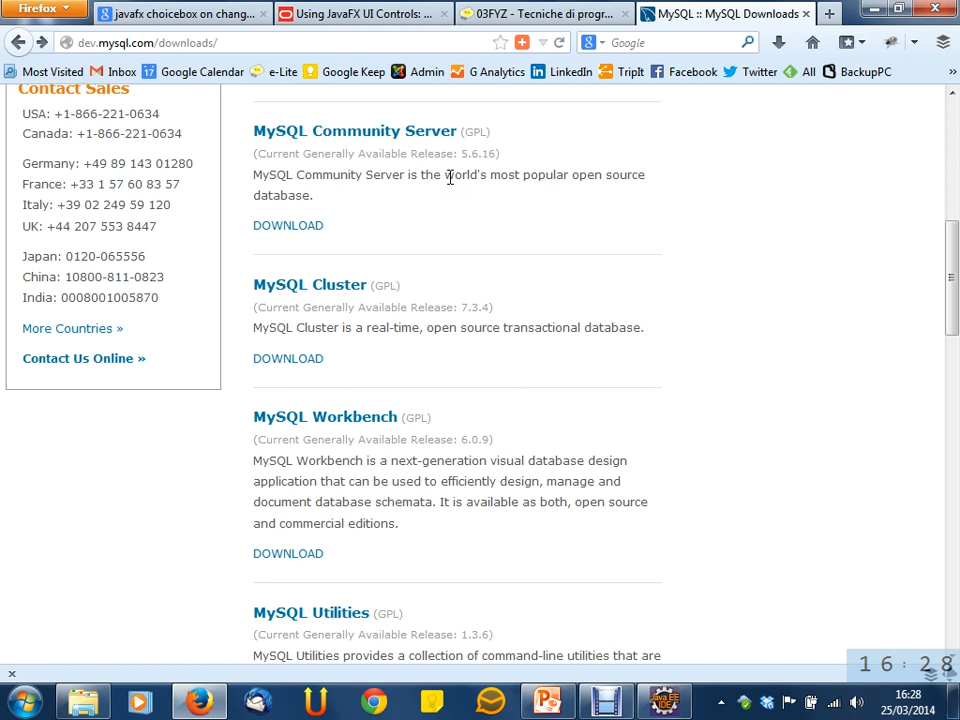 Firefox
javafx choicebox on chang...
Using JavaFX UI Controls: ...
03FYZ - Tecniche di progr...
MySQL :: MySQL Downloads
dev.mysql.com/downloads/
Google
Most Visited
Inbox
Google Calendar
e-Lite
Google Keep
Admin
G Analytics
LinkedIn
TripIt
Facebook
Twitter
All
BackupPC
Contact Sales
USA: +1-866-221-0634
Canada: +1-866-221-0634
Germany: +49 89 143 01280
France: +33 1 57 60 83 57
Italy: +39 02 249 59 120
UK: +44 207 553 8447
Japan: 0120-065556
China: 10800-811-0823
India: 0008001005870
More Countries »
Contact Us Online »
MySQL Community Server (GPL)
(Current Generally Available Release: 5.6.16)
MySQL Community Server is the world's most popular open source
database.
DOWNLOAD
MySQL Cluster (GPL)
(Current Generally Available Release: 7.3.4)
MySQL Cluster is a real-time, open source transactional database.
DOWNLOAD
MySQL Workbench (GPL)
(Current Generally Available Release: 6.0.9)
MySQL Workbench is a next-generation visual database design
application that can be used to efficiently design, manage and
document database schemata. It is available as both, open source
and commercial editions.
DOWNLOAD
MySQL Utilities (GPL)
(Current Generally Available Release: 1.3.6)
MySQL Utilities provides a collection of command-line utilities that are
16:28
Java EE
IDE
16:28
25/03/2014